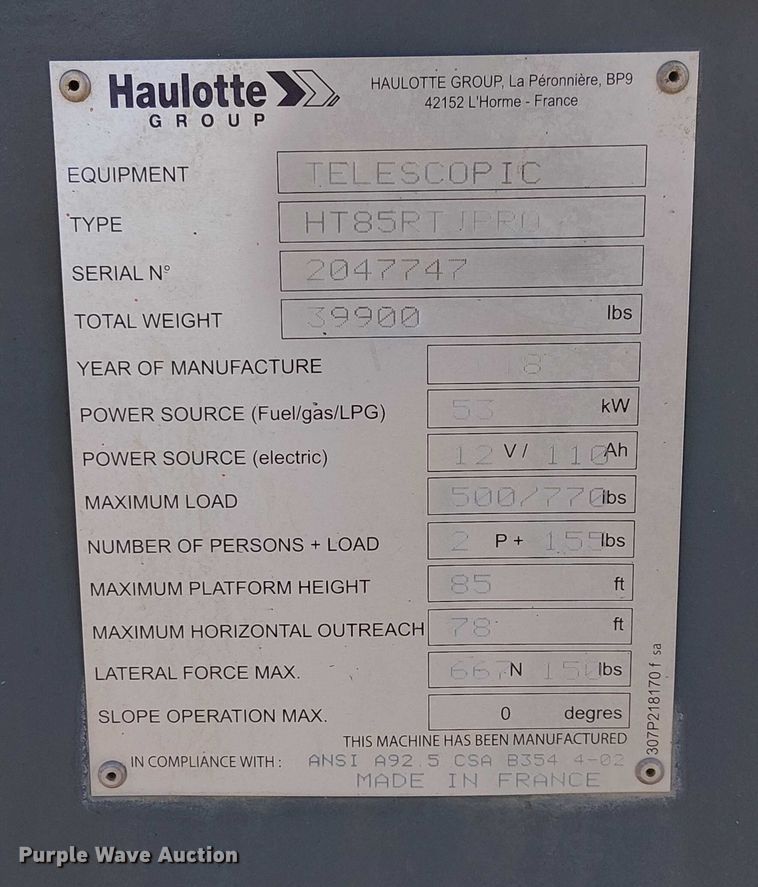 Haulotte
GROUP
HAULOTTE GROUP, La Péronnière, BP9
42152 L'Horme - France
EQUIPMENT TELESCOPIC
TYPE HT85RTJPRO
SERIAL N° 2047747
TOTAL WEIGHT 39900 lbs
YEAR OF MANUFACTURE
POWER SOURCE (Fuel/gas/LPG) 53 kW
POWER SOURCE (electric) 12 V / 110 Ah
MAXIMUM LOAD 500/770 lbs
NUMBER OF PERSONS + LOAD 2 P + 155 lbs
MAXIMUM PLATFORM HEIGHT 85 ft
MAXIMUM HORIZONTAL OUTREACH 78 ft
LATERAL FORCE MAX. 667 N 150 lbs
SLOPE OPERATION MAX. 0 degres
THIS MACHINE HAS BEEN MANUFACTURED
IN COMPLIANCE WITH : ANSI A92.5 CSA B354 4-02
MADE IN FRANCE
307P218170 f sa
Purple Wave Auction